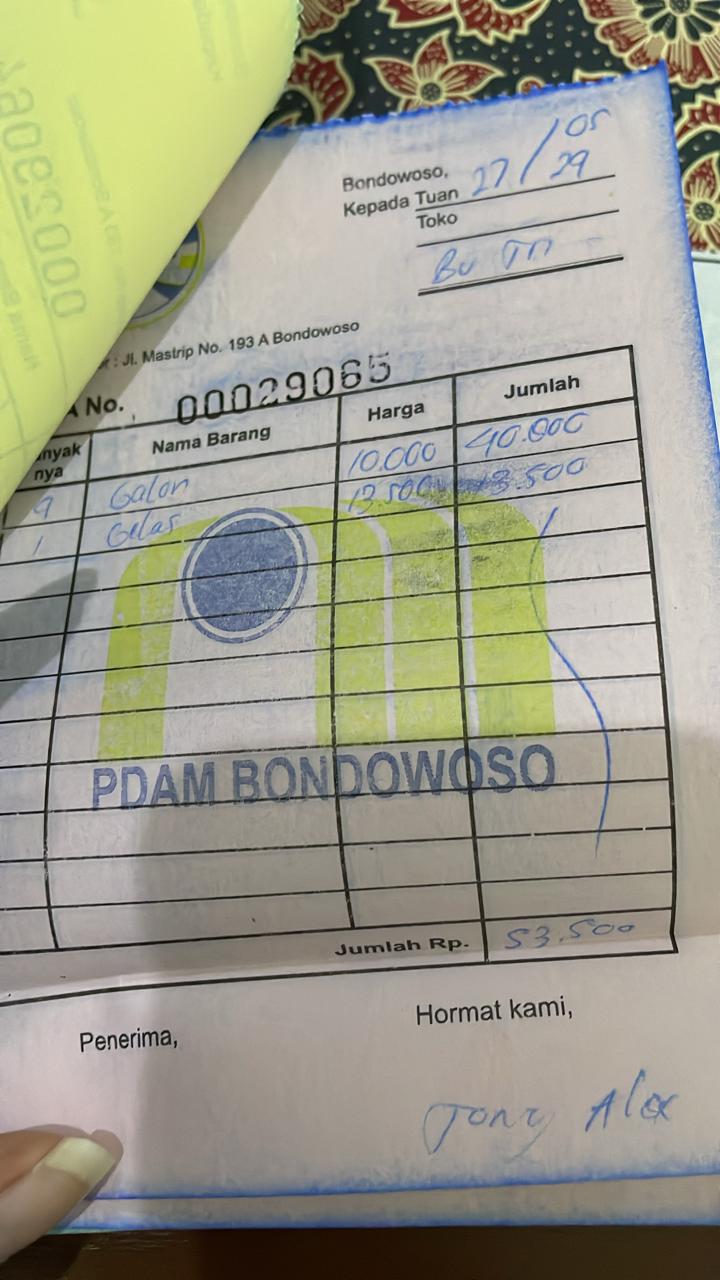 Bondowoso, 27/05
Kepada Tuan 29
Toko
Bu Tri
: Jl. Mastrip No. 193 A Bondowoso
A No. 00029065
nyak nya Nama Barang Harga Jumlah
4 Galon 10.000 40.000
1 Gelas 13.500 13.500
PDAM BONDOWOSO
Jumlah Rp. 53.500
Penerima, Hormat kami,
Tony Alex